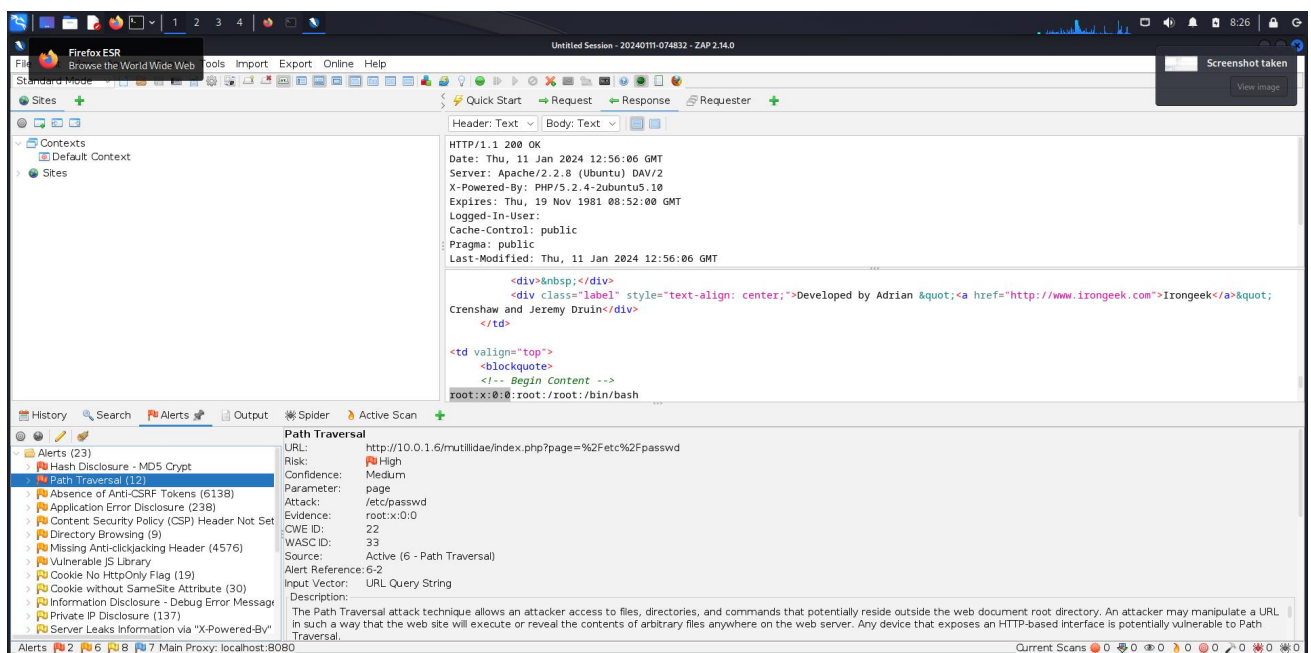 1 2 3 4
8:26
Untitled Session - 20240111-074832 - ZAP 2.14.0
Firefox ESR
Browse the World Wide Web
Screenshot taken
View image
File
Tools Import Export Online Help
Standard Mode
Sites
Quick Start Request Response Requester
Header: Text Body: Text
Contexts
Default Context
Sites
HTTP/1.1 200 OK
Date: Thu, 11 Jan 2024 12:56:06 GMT
Server: Apache/2.2.8 (Ubuntu) DAV/2
X-Powered-By: PHP/5.2.4-2ubuntu5.10
Expires: Thu, 19 Nov 1981 08:52:00 GMT
Logged-In-User:
Cache-Control: public
Pragma: public
Last-Modified: Thu, 11 Jan 2024 12:56:06 GMT
<div>&nbsp;</div>
<div class="label" style="text-align: center;">Developed by Adrian &quot;<a href="http://www.irongeek.com">Irongeek</a>&quot;
Crenshaw and Jeremy Druin</div>
</td>
<td valign="top">
<blockquote>
<!-- Begin Content -->
root:x:0:0:root:/root:/bin/bash
History Search Alerts Output Spider Active Scan
Alerts (23)
Hash Disclosure - MD5 Crypt
Path Traversal (12)
Absence of Anti-CSRF Tokens (6138)
Application Error Disclosure (238)
Content Security Policy (CSP) Header Not Set
Directory Browsing (9)
Missing Anti-clickjacking Header (4576)
Vulnerable JS Library
Cookie No HttpOnly Flag (19)
Cookie without SameSite Attribute (30)
Information Disclosure - Debug Error Message
Private IP Disclosure (137)
Server Leaks Information via "X-Powered-By"
Path Traversal
URL: http://10.0.1.6/mutillidae/index.php?page=%2Fetc%2Fpasswd
Risk: High
Confidence: Medium
Parameter: page
Attack: /etc/passwd
Evidence: root:x:0:0
CWE ID: 22
WASC ID: 33
Source: Active (6 - Path Traversal)
Alert Reference: 6-2
Input Vector: URL Query String
Description:
The Path Traversal attack technique allows an attacker access to files, directories, and commands that potentially reside outside the web document root directory. An attacker may manipulate a URL
in such a way that the web site will execute or reveal the contents of arbitrary files anywhere on the web server. Any device that exposes an HTTP-based interface is potentially vulnerable to Path
Traversal.
Alerts 2 6 8 7 Main Proxy: localhost:8080
Current Scans 0 0 0 0 0 0 0 0